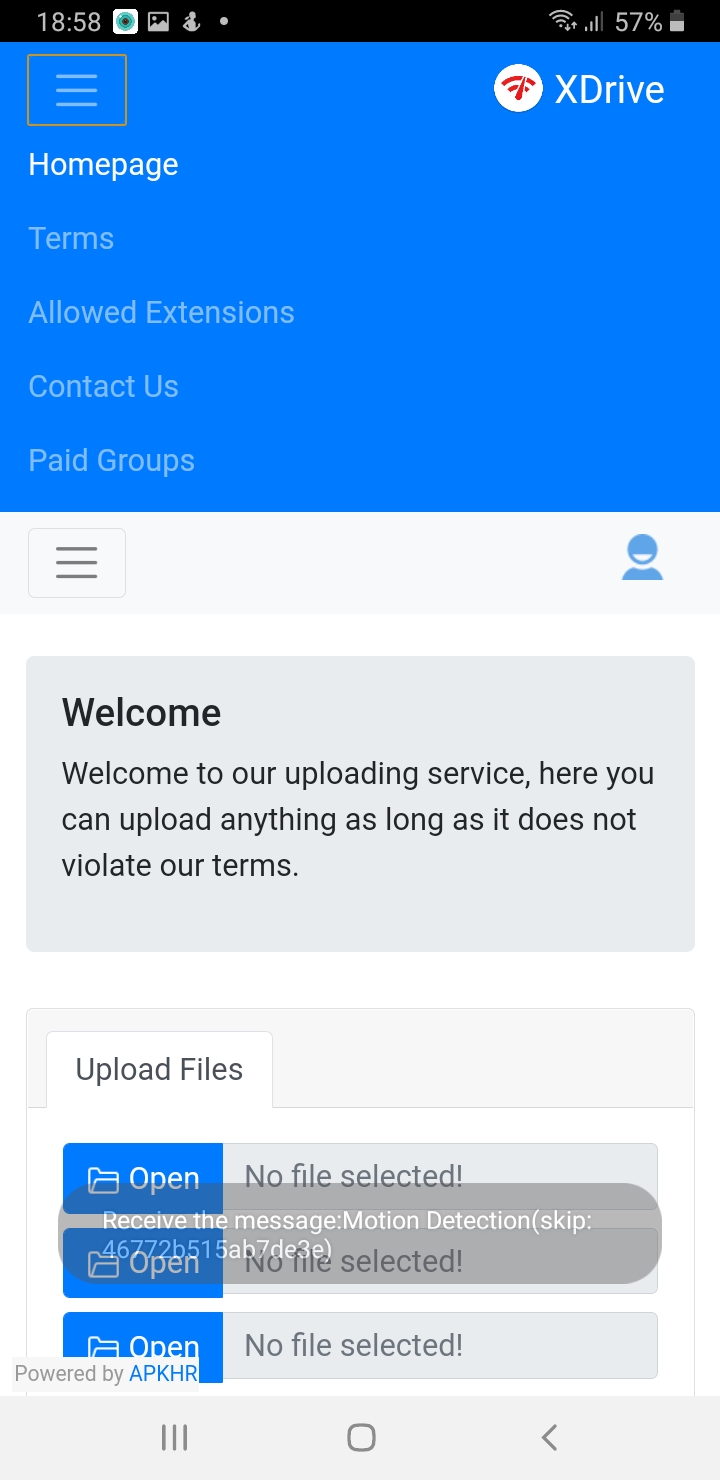 18:58
57%
XDrive
Homepage
Terms
Allowed Extensions
Contact Us
Paid Groups
Welcome
Welcome to our uploading service, here you
can upload anything as long as it does not
violate our terms.
Upload Files
Open No file selected!
Receive the message:Motion Detection(skip:
46772b515ab7de3e)
Open No file selected!
Open No file selected!
Powered by APKHR